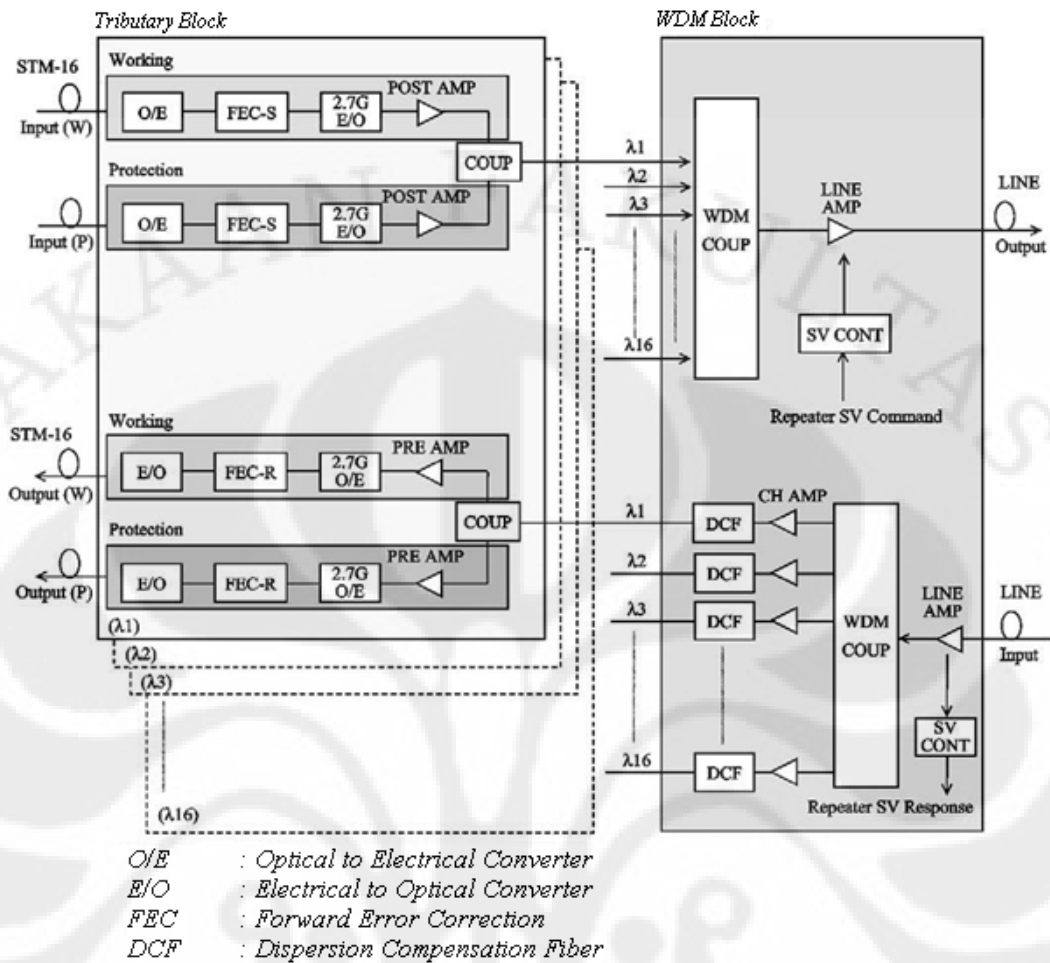 Tributary Block
WDM Block
Working
STM-16
Input (W)
O/E
FEC-S
2.7G
E/O
POST AMP
COUP
Protection
Input (P)
O/E
FEC-S
2.7G
E/O
POST AMP
λ1
λ2
λ3
λ16
WDM
COUP
LINE
AMP
LINE
Output
SV CONT
Repeater SV Command
Working
STM-16
Output (W)
E/O
FEC-R
2.7G
O/E
PRE AMP
COUP
Protection
Output (P)
E/O
FEC-R
2.7G
O/E
PRE AMP
λ1
DCF
CH AMP
λ2
DCF
λ3
DCF
λ16
DCF
WDM
COUP
LINE
AMP
LINE
Input
SV
CONT
Repeater SV Response
(λ1)
(λ2)
(λ3)
(λ16)
O/E : Optical to Electrical Converter
E/O : Electrical to Optical Converter
FEC : Forward Error Correction
DCF : Dispersion Compensation Fiber
AKAAN FAKULTAS